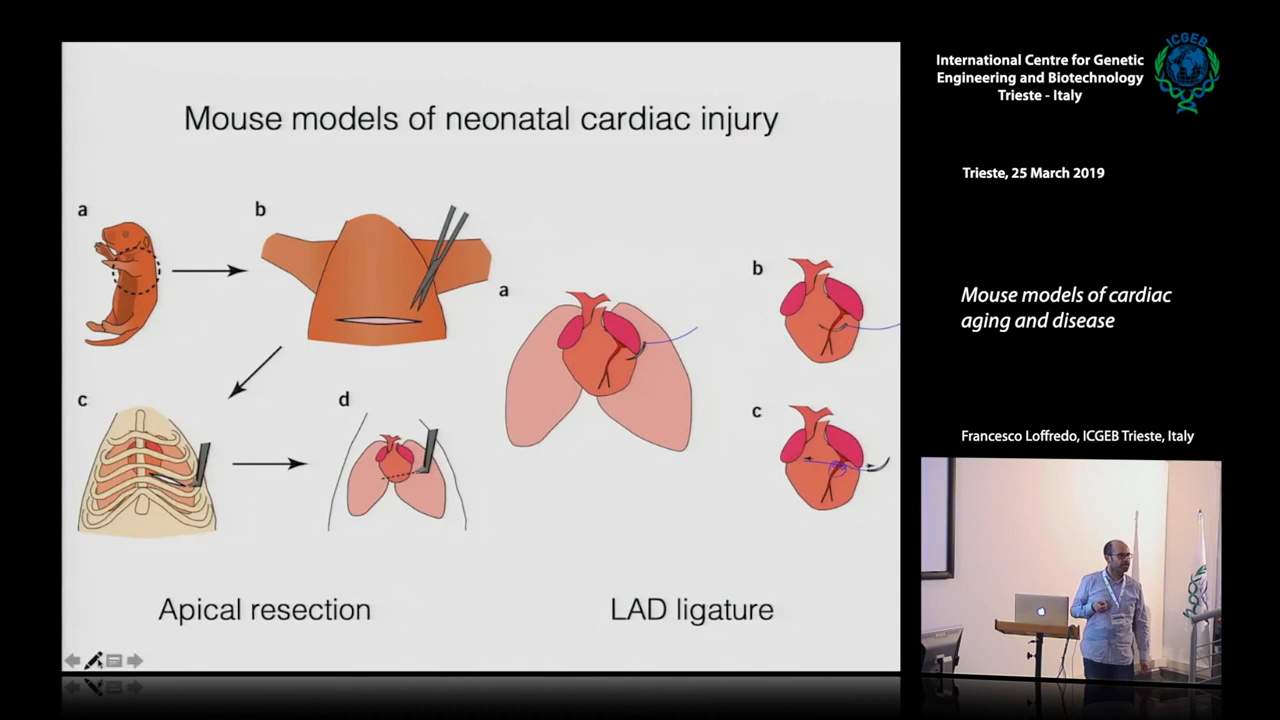 Mouse models of neonatal cardiac injury
a
b
c
d
Apical resection
a
b
c
LAD ligature
International Centre for Genetic
Engineering and Biotechnology
Trieste - Italy
ICGEB
Trieste, 25 March 2019
Mouse models of cardiac
aging and disease
Francesco Loffredo, ICGEB Trieste, Italy